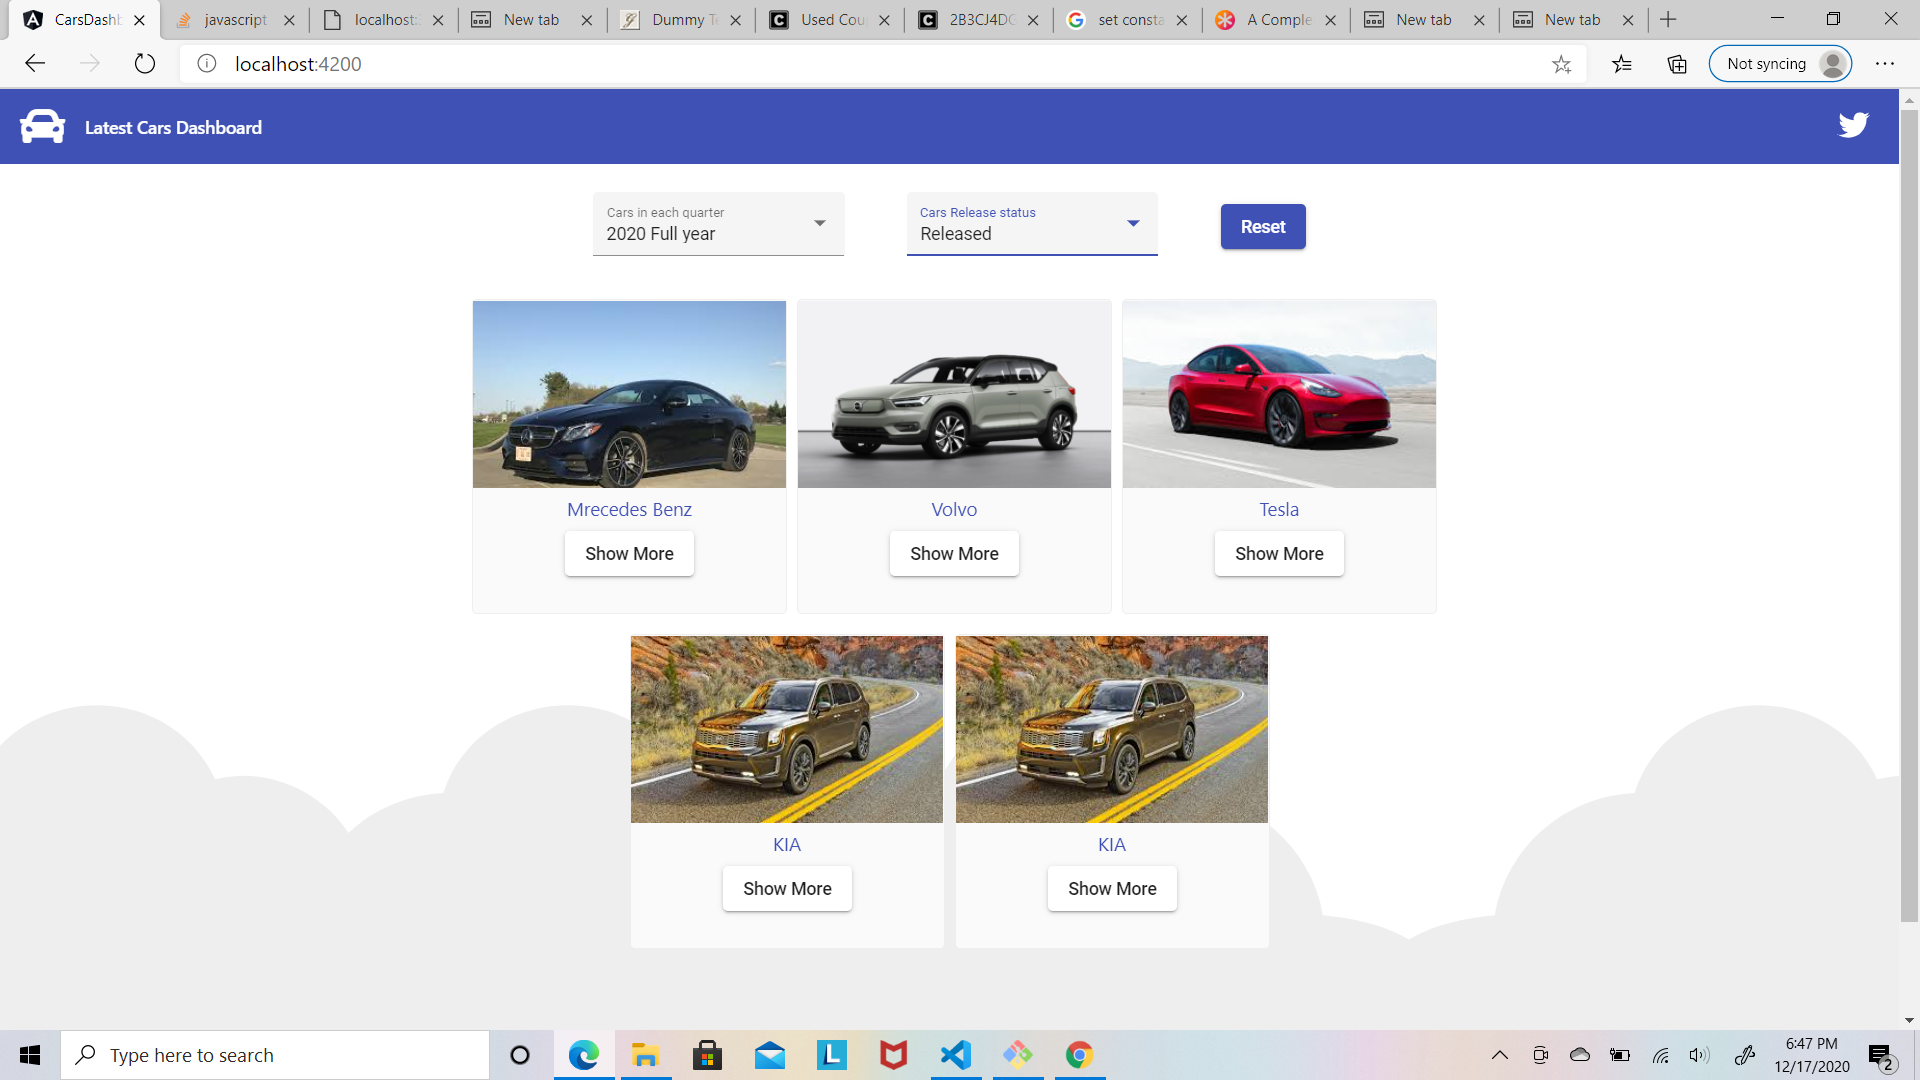 CarsDashb
javascript
localhost:
New tab
Dummy Te
Used Cou
2B3CJ4DG
set consta
A Comple
New tab
New tab
localhost:4200
Not syncing
Latest Cars Dashboard
Cars in each quarter
2020 Full year
Cars Release status
Released
Reset
Mrecedes Benz
Volvo
Tesla
Show More
Show More
Show More
KIA
KIA
Show More
Show More
Type here to search
L
6:47 PM
12/17/2020
2